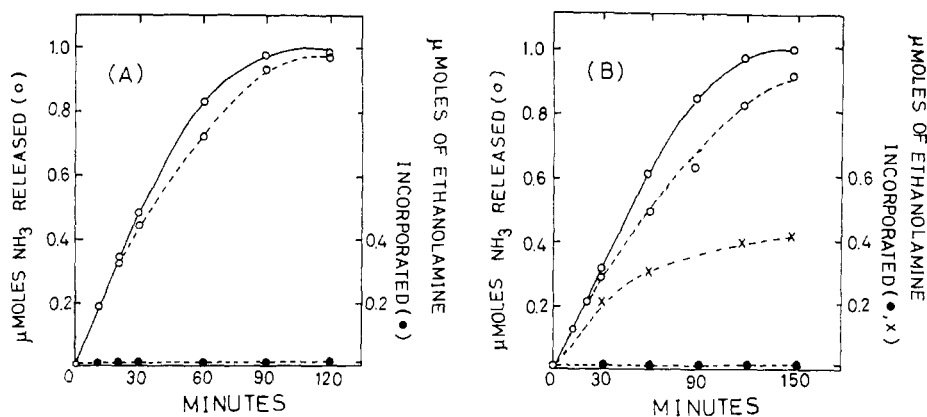 (A)
μMOLES NH3 RELEASED (o)
1.0
0.8
0.6
0.4
0.2
0.4
0.2
μMOLES OF ETHANOLAMINE
INCORPORATED (●)
0 30 60 90 120
MINUTES
(B)
μMOLES NH3 RELEASED (o)
1.0
0.8
0.6
0.4
0.2
0
0.6
0.4
0.2
μMOLES OF ETHANOLAMINE
INCORPORATED (●, x)
0 30 60 90 150
MINUTES